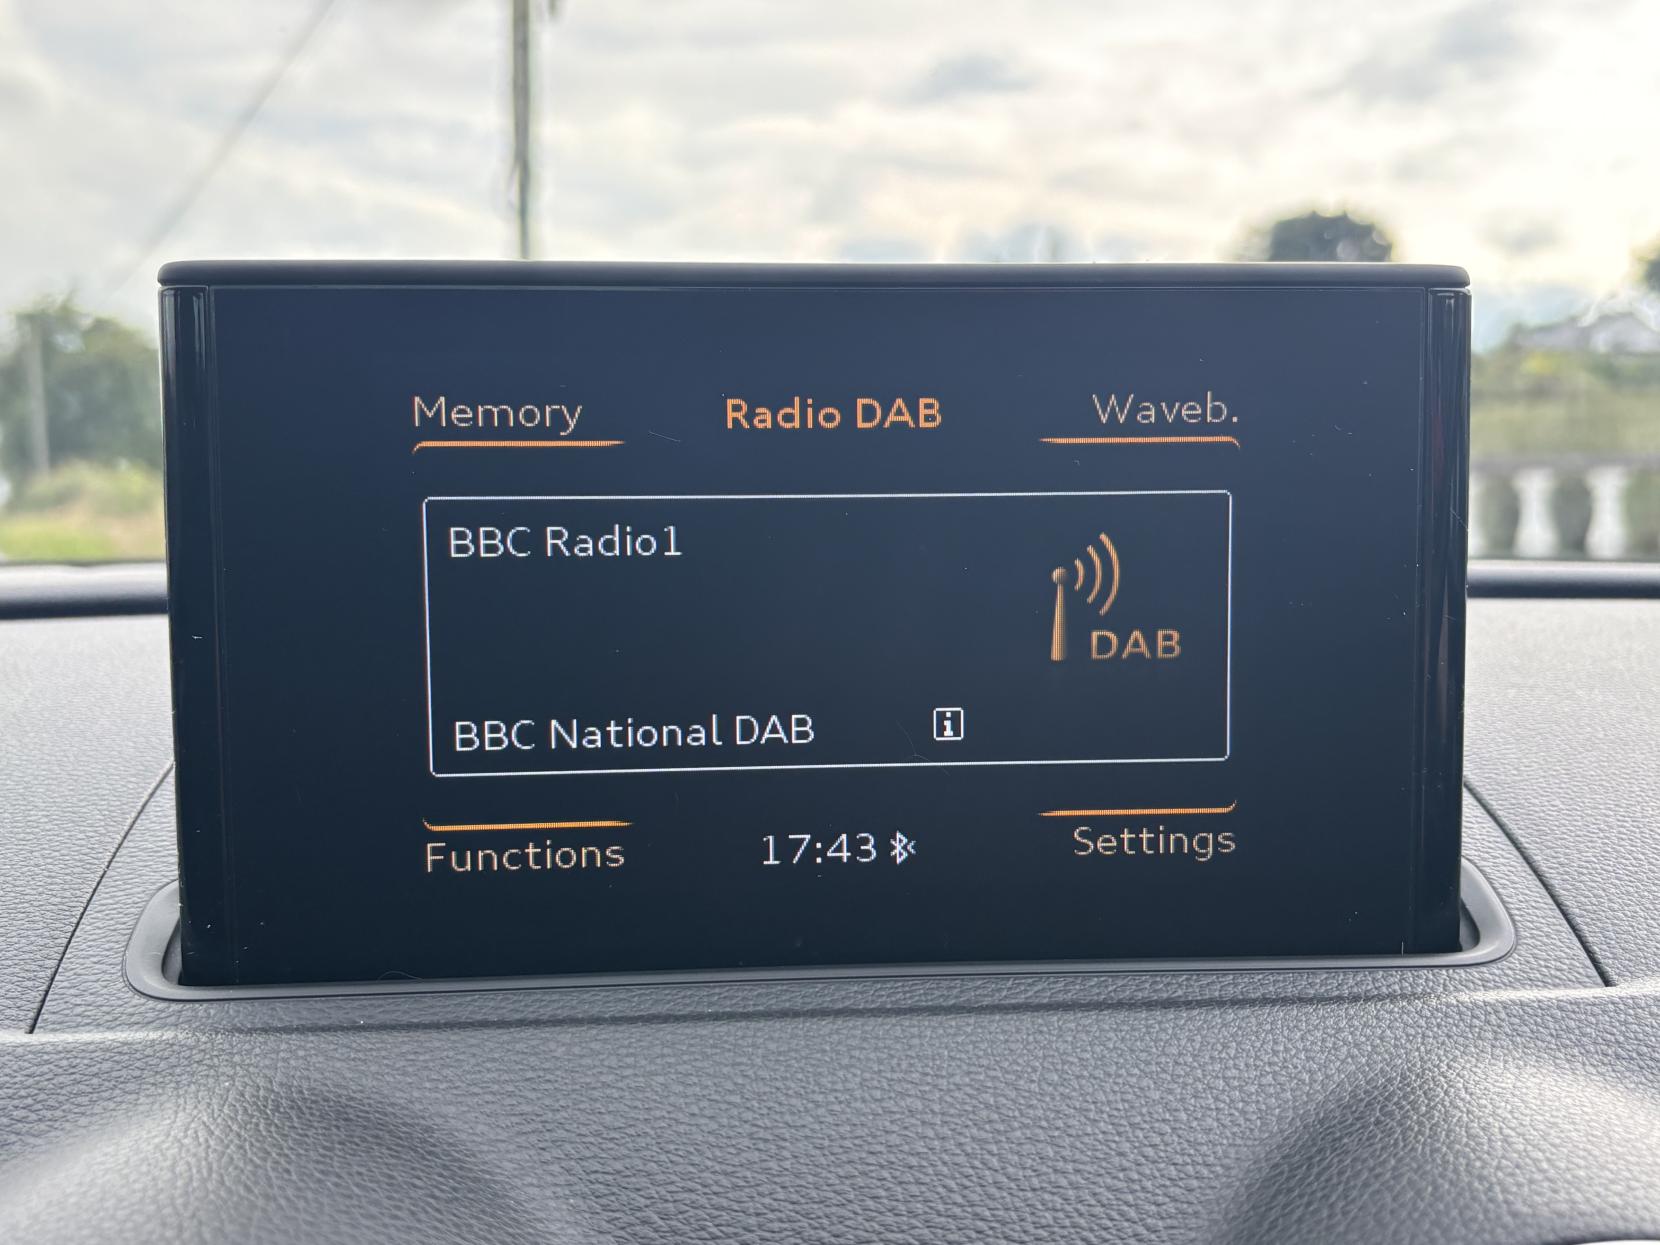 Memory Radio DAB Waveb.
BBC Radio1
DAB
BBC National DAB i
Functions 17:43 Settings